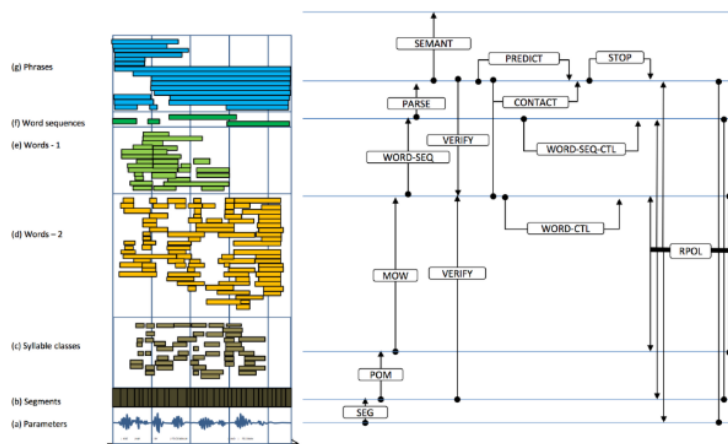 (g) Phrases
(f) Word sequences
(e) Words - 1
(d) Words – 2
(c) Syllable classes
(b) Segments
(a) Parameters
SEMANT
PREDICT
STOP
PARSE
CONTACT
VERIFY
WORD-SEQ
WORD-SEQ-CTL
WORD-CTL
RPOL
MOW
VERIFY
POM
SEG